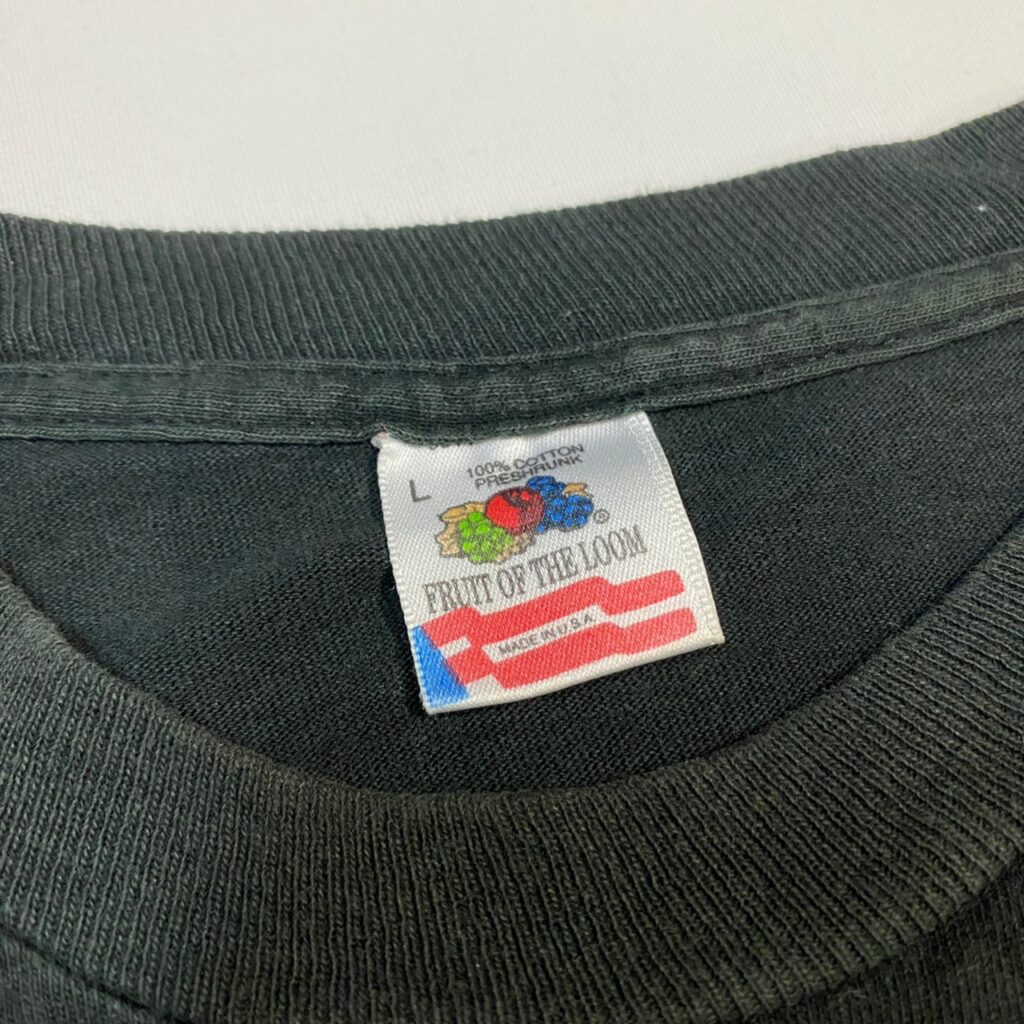 100% COTTON
PRESHRUNK
L
®
FRUIT OF THE LOOM
MADE IN U.S.A.